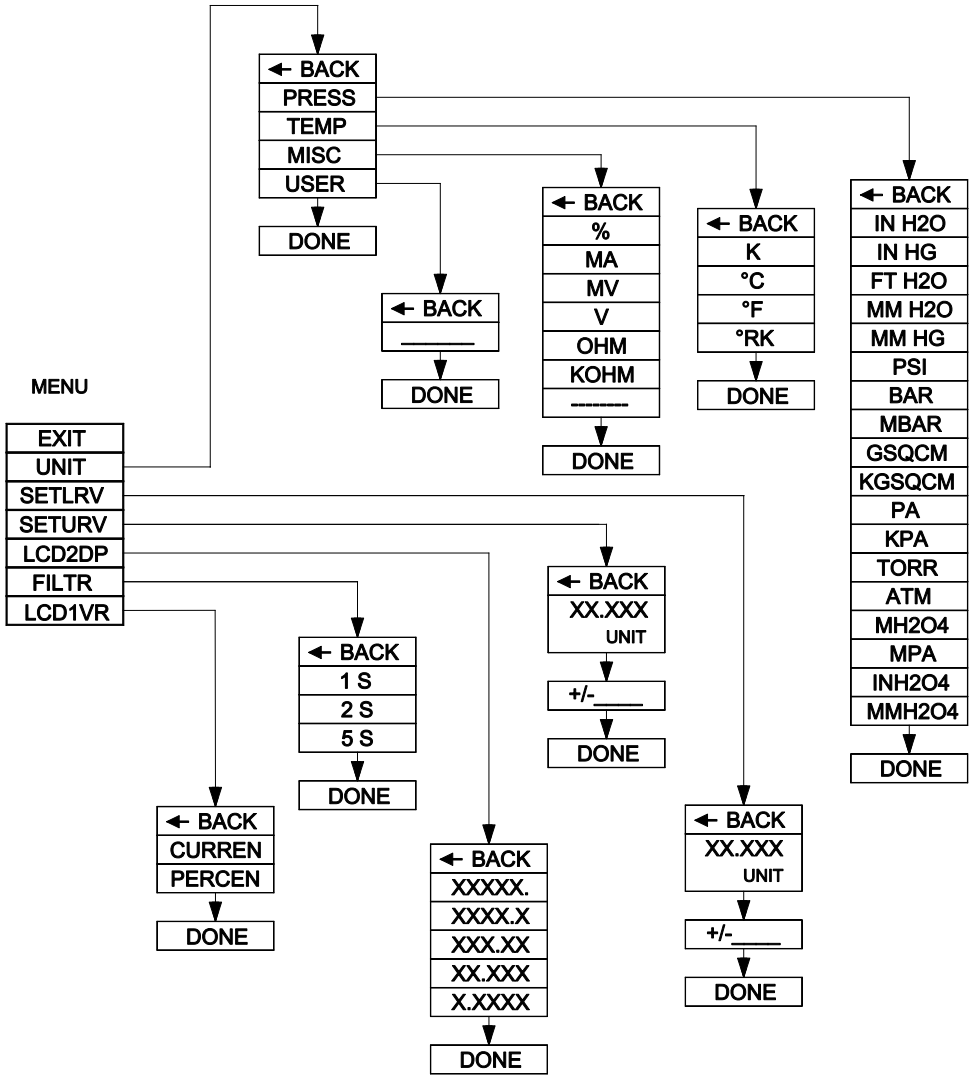 ← BACK
PRESS
TEMP
MISC
USER
DONE
← BACK
________
DONE
← BACK
%
MA
MV
V
OHM
KOHM
--------
DONE
← BACK
K
°C
°F
°RK
DONE
← BACK
IN H2O
IN HG
FT H2O
MM H2O
MM HG
PSI
BAR
MBAR
GSQCM
KGSQCM
PA
KPA
TORR
ATM
MH2O4
MPA
INH2O4
MMH2O4
DONE
MENU
EXIT
UNIT
SETLRV
SETURV
LCD2DP
FILTR
LCD1VR
← BACK
XX.XXX
UNIT
+/-_____
DONE
← BACK
1 S
2 S
5 S
DONE
← BACK
CURREN
PERCEN
DONE
← BACK
XXXXX.
XXXX.X
XXX.XX
XX.XXX
X.XXXX
DONE
← BACK
XX.XXX
UNIT
+/-_____
DONE